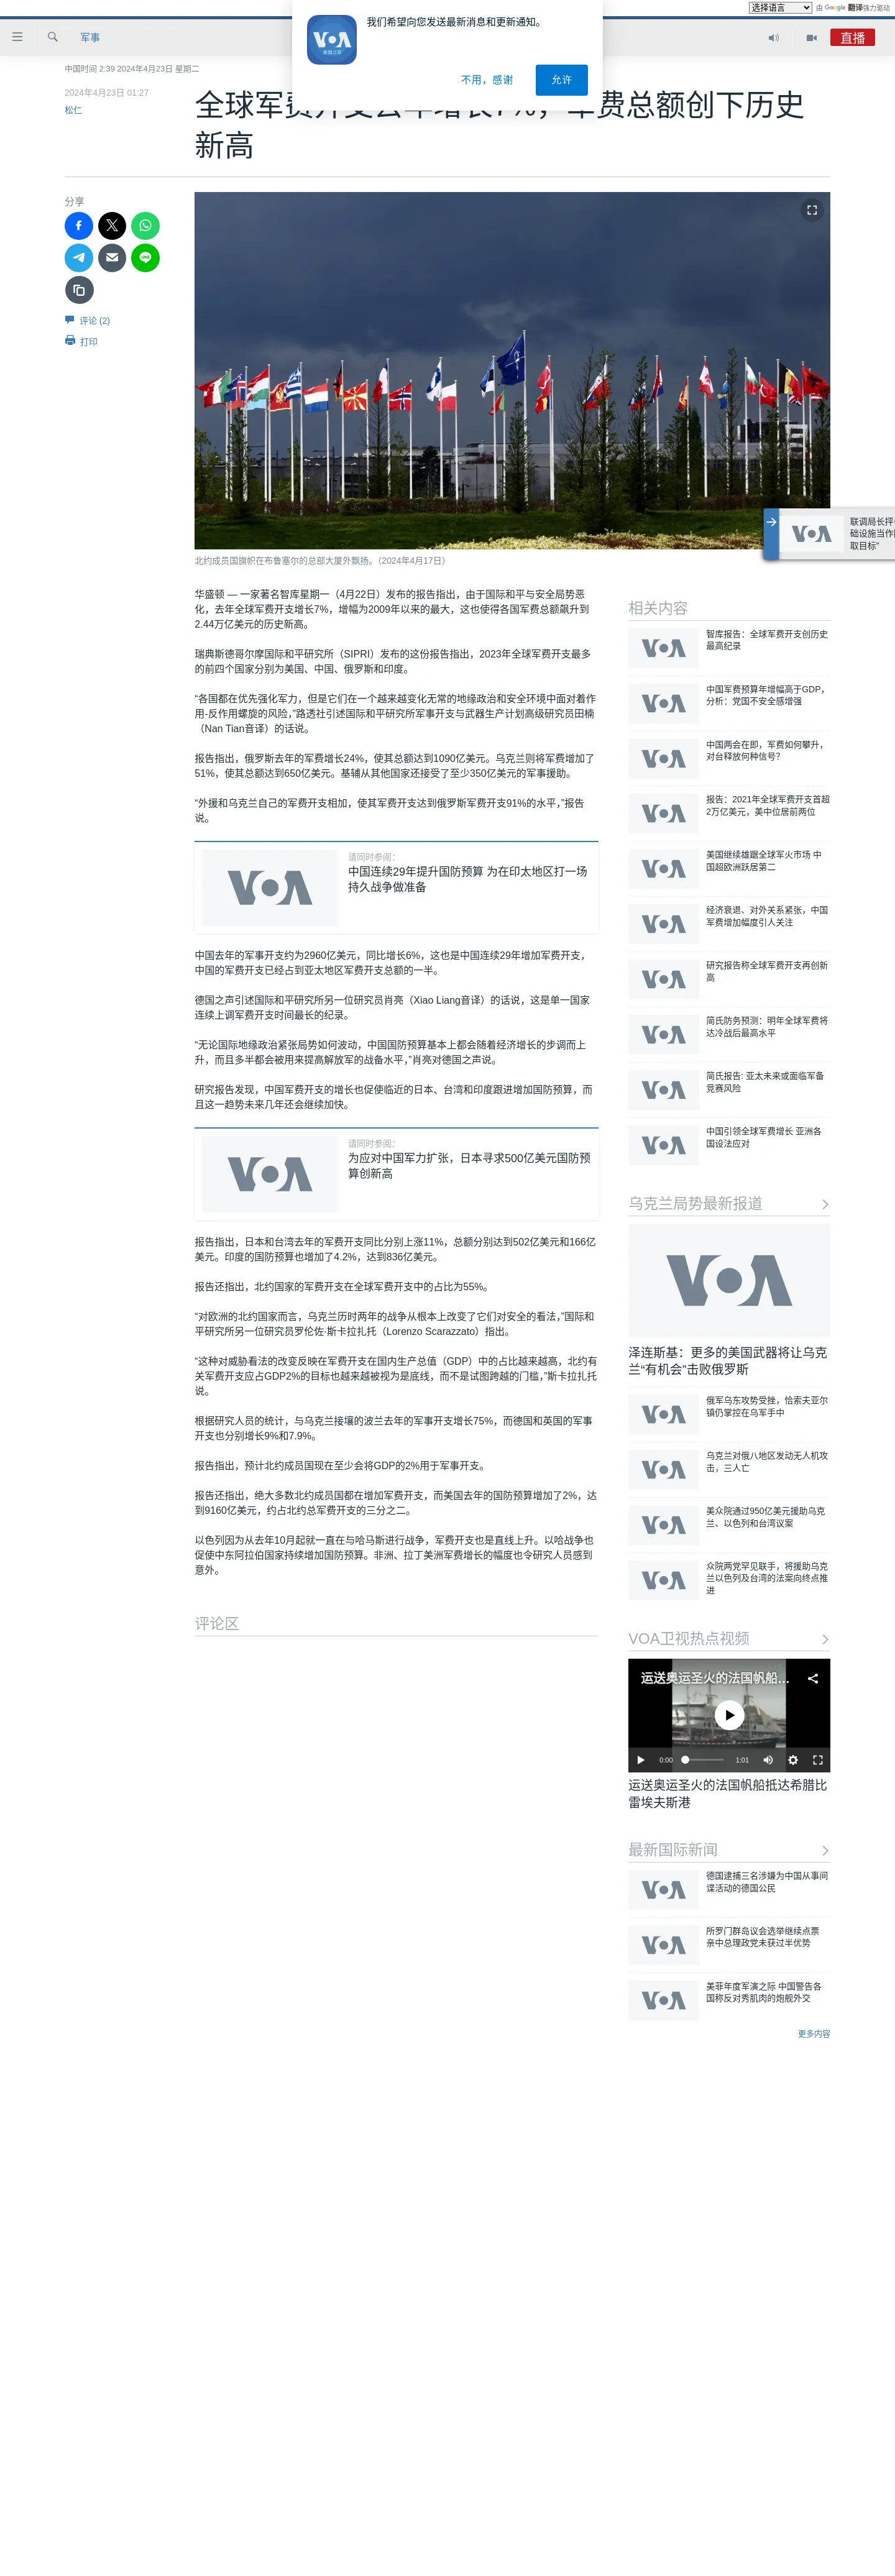 选择语言 由 Google 翻译强力驱动
我们希望向您发送最新消息和更新通知。
VOA
不用，感谢
允许
军事
直播
中国时间 2:39 2024年4月23日 星期二
2024年4月23日 01:27
松仁
全球军费开支去年增长7%，军费总额创下历史
新高
分享
评论 (2)
打印
北约成员国旗帜在布鲁塞尔的总部大厦外飘扬。（2024年4月17日）
VOA
联调局长抨
础设施当作
取目标”
华盛顿 — 一家著名智库星期一（4月22日）发布的报告指出，由于国际和平与安全局势恶
化，去年全球军费开支增长7%，增幅为2009年以来的最大，这也使得各国军费总额飙升到
2.44万亿美元的历史新高。
瑞典斯德哥尔摩国际和平研究所（SIPRI）发布的这份报告指出，2023年全球军费开支最多
的前四个国家分别为美国、中国、俄罗斯和印度。
“各国都在优先强化军力，但是它们在一个越来越变化无常的地缘政治和安全环境中面对着作
用-反作用螺旋的风险，”路透社引述国际和平研究所军事开支与武器生产计划高级研究员田楠
（Nan Tian音译）的话说。
报告指出，俄罗斯去年的军费增长24%，使其总额达到1090亿美元。乌克兰则将军费增加了
51%，使其总额达到650亿美元。基辅从其他国家还接受了至少350亿美元的军事援助。
“外援和乌克兰自己的军费开支相加，使其军费开支达到俄罗斯军费开支91%的水平，”报告
说。
VOA
请同时参阅：
中国连续29年提升国防预算 为在印太地区打一场
持久战争做准备
中国去年的军事开支约为2960亿美元，同比增长6%，这也是中国连续29年增加军费开支，
中国的军费开支已经占到亚太地区军费开支总额的一半。
德国之声引述国际和平研究所另一位研究员肖亮（Xiao Liang音译）的话说，这是单一国家
连续上调军费开支时间最长的纪录。
“无论国际地缘政治紧张局势如何波动，中国国防预算基本上都会随着经济增长的步调而上
升，而且多半都会被用来提高解放军的战备水平，”肖亮对德国之声说。
研究报告发现，中国军费开支的增长也促使临近的日本、台湾和印度跟进增加国防预算，而
且这一趋势未来几年还会继续加快。
VOA
请同时参阅：
为应对中国军力扩张，日本寻求500亿美元国防预
算创新高
报告指出，日本和台湾去年的军费开支同比分别上涨11%，总额分别达到502亿美元和166亿
美元。印度的国防预算也增加了4.2%，达到836亿美元。
报告还指出，北约国家的军费开支在全球军费开支中的占比为55%。
“对欧洲的北约国家而言，乌克兰历时两年的战争从根本上改变了它们对安全的看法，”国际和
平研究所另一位研究员罗伦佐·斯卡拉扎托（Lorenzo Scarazzato）指出。
“这种对威胁看法的改变反映在军费开支在国内生产总值（GDP）中的占比越来越高，北约有
关军费开支应占GDP2%的目标也越来越被视为是底线，而不是试图跨越的门槛，”斯卡拉扎托
说。
根据研究人员的统计，与乌克兰接壤的波兰去年的军事开支增长75%，而德国和英国的军事
开支也分别增长9%和7.9%。
报告指出，预计北约成员国现在至少会将GDP的2%用于军事开支。
报告还指出，绝大多数北约成员国都在增加军费开支，而美国去年的国防预算增加了2%，达
到9160亿美元，约占北约总军费开支的三分之二。
以色列因为从去年10月起就一直在与哈马斯进行战争，军费开支也是直线上升。以哈战争也
促使中东阿拉伯国家持续增加国防预算。非洲、拉丁美洲军费增长的幅度也令研究人员感到
意外。
评论区
相关内容
VOA
智库报告：全球军费开支创历史
最高纪录
VOA
中国军费预算年增幅高于GDP，
分析：党国不安全感增强
VOA
中国两会在即，军费如何攀升，
对台释放何种信号？
VOA
报告：2021年全球军费开支首超
2万亿美元，美中位居前两位
VOA
美国继续雄踞全球军火市场 中
国超欧洲跃居第二
VOA
经济衰退、对外关系紧张，中国
军费增加幅度引人关注
VOA
研究报告称全球军费开支再创新
高
VOA
简氏防务预测：明年全球军费将
达冷战后最高水平
VOA
简氏报告: 亚太未来或面临军备
竞赛风险
VOA
中国引领全球军费增长 亚洲各
国设法应对
乌克兰局势最新报道
VOA
泽连斯基：更多的美国武器将让乌克
兰“有机会”击败俄罗斯
VOA
俄军乌东攻势受挫，恰索夫亚尔
镇仍掌控在乌军手中
VOA
乌克兰对俄八地区发动无人机攻
击，三人亡
VOA
美众院通过950亿美元援助乌克
兰、以色列和台湾议案
VOA
众院两党罕见联手，将援助乌克
兰以色列及台湾的法案向终点推
进
VOA卫视热点视频
运送奥运圣火的法国帆船...
0:00 1:01
运送奥运圣火的法国帆船抵达希腊比
雷埃夫斯港
最新国际新闻
VOA
德国逮捕三名涉嫌为中国从事间
谍活动的德国公民
VOA
所罗门群岛议会选举继续点票
亲中总理政党未获过半优势
VOA
美菲年度军演之际 中国警告各
国称反对秀肌肉的炮舰外交
更多内容